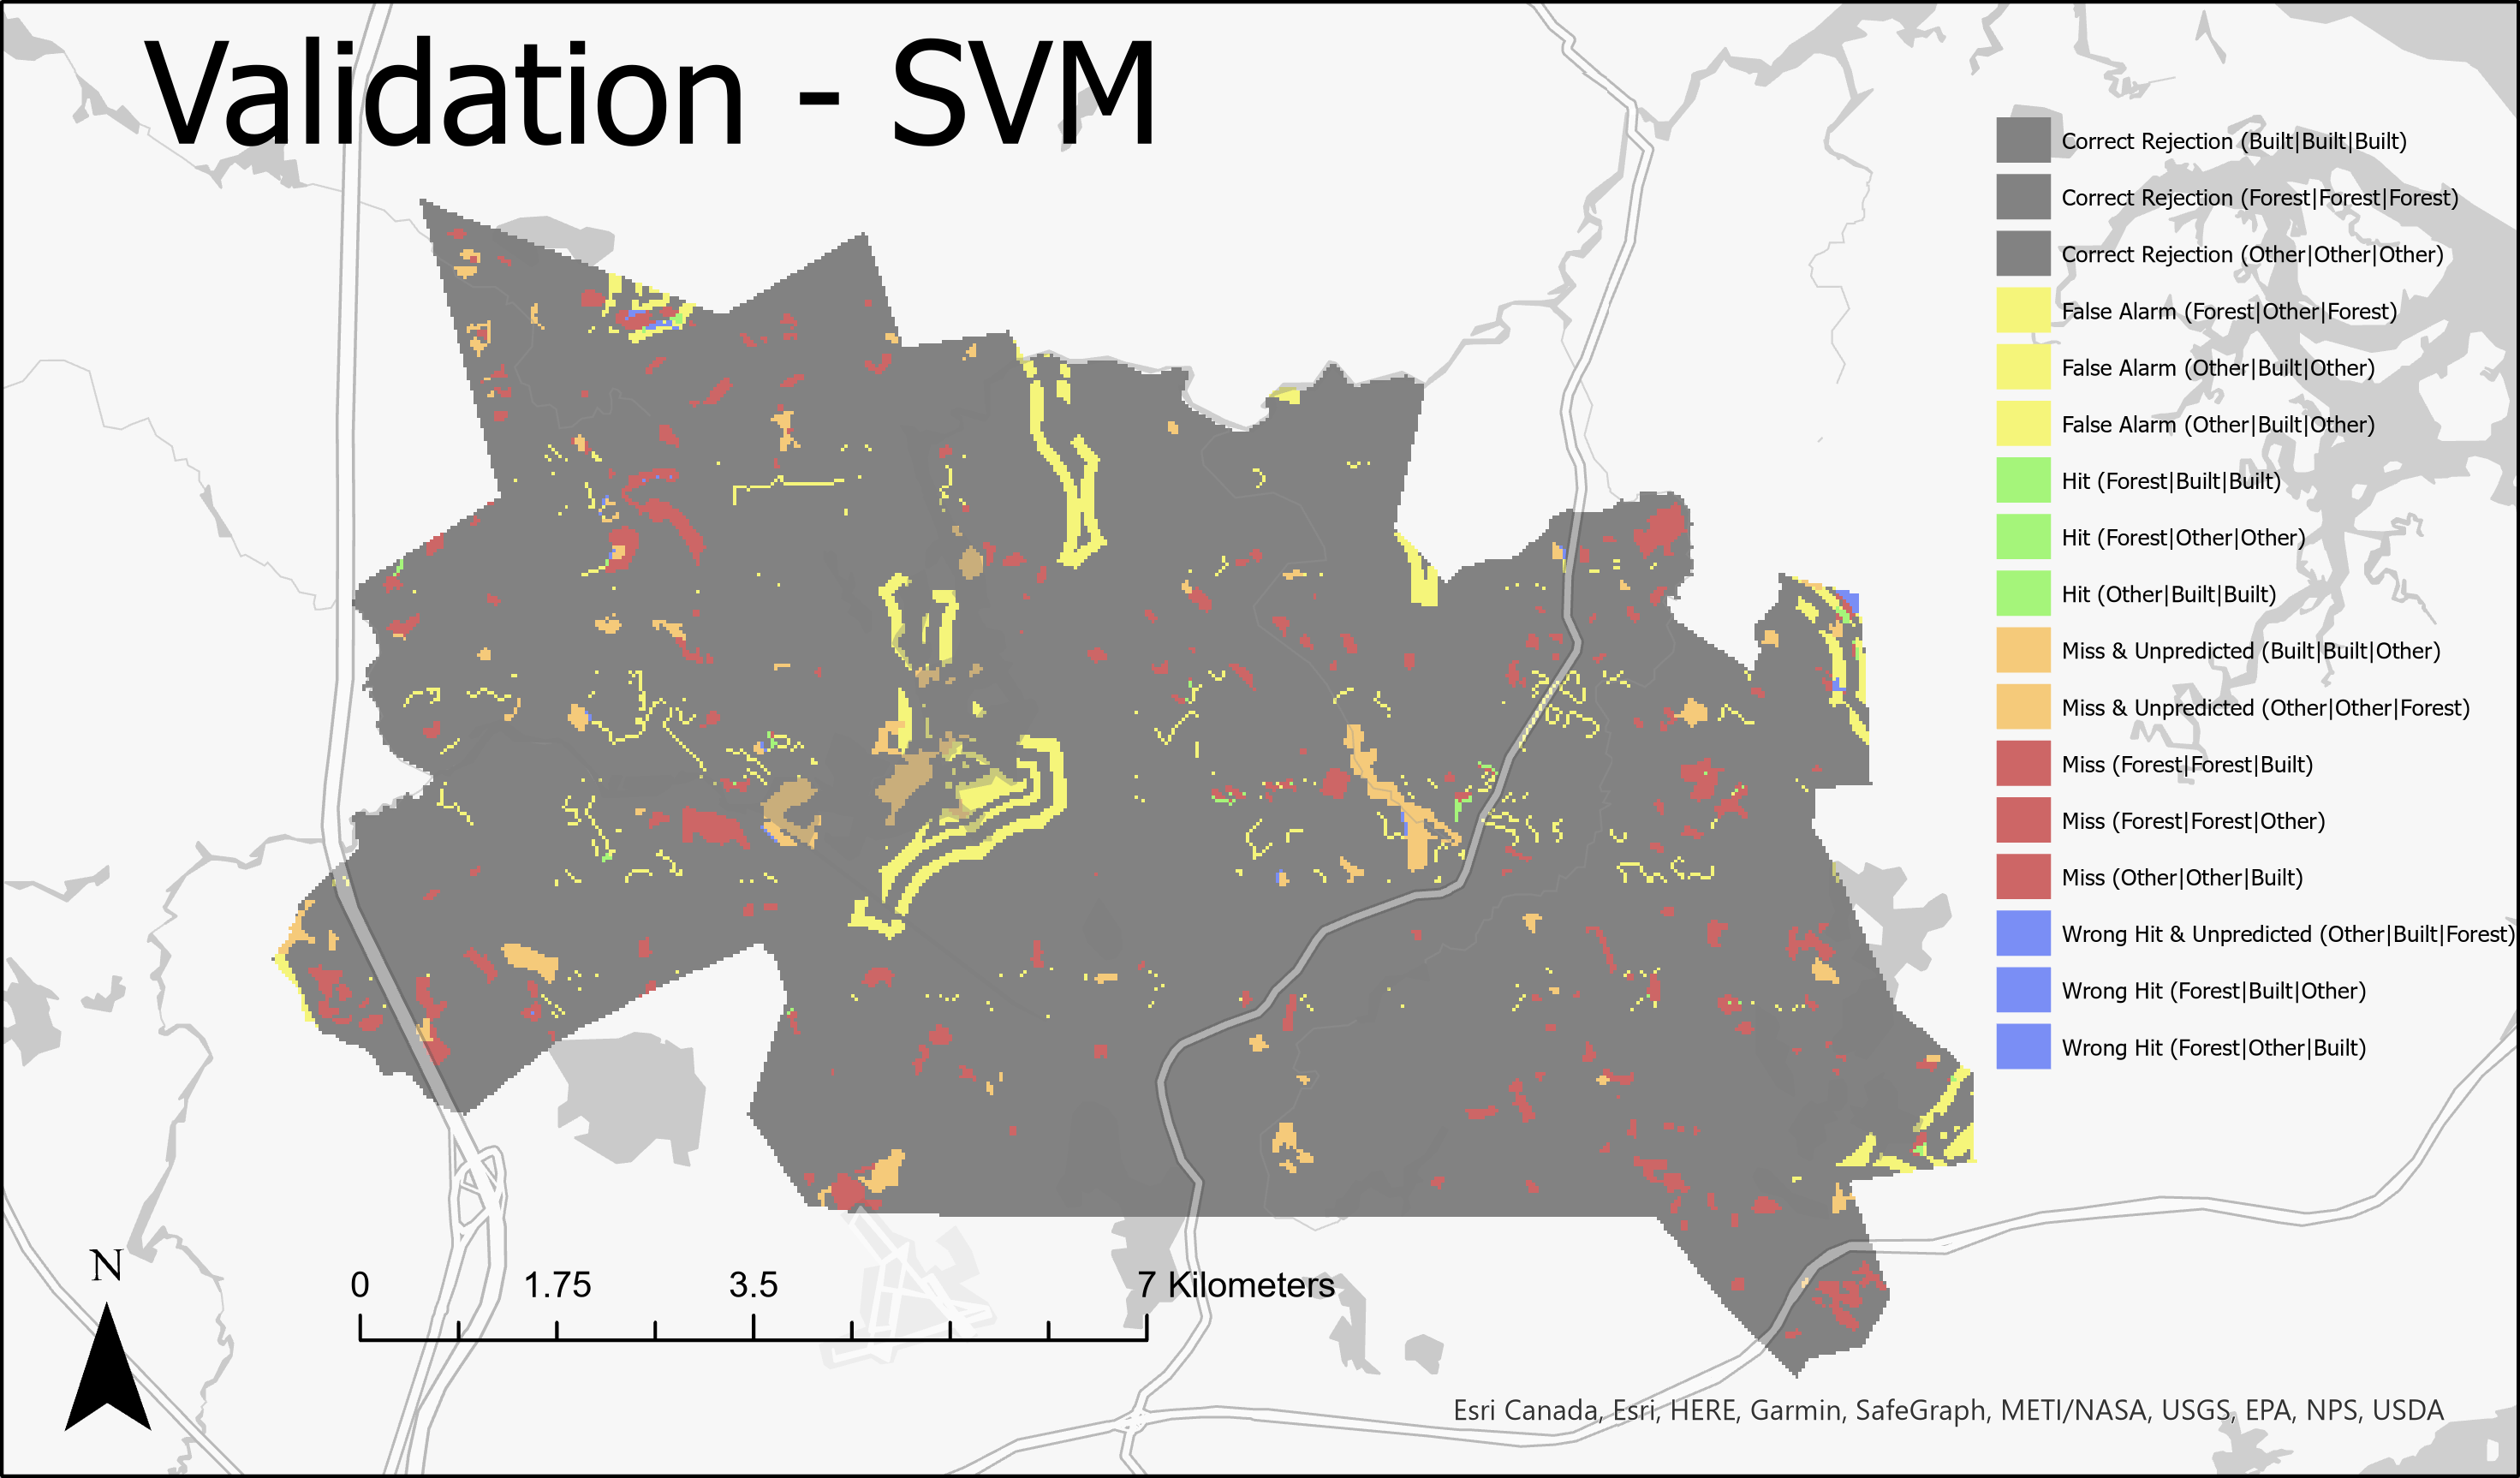 Validation - SVM
Correct Rejection (Built|Built|Built)
Correct Rejection (Forest|Forest|Forest)
Correct Rejection (Other|Other|Other)
False Alarm (Forest|Other|Forest)
False Alarm (Other|Built|Other)
False Alarm (Other|Built|Other)
Hit (Forest|Built|Built)
Hit (Forest|Other|Other)
Hit (Other|Built|Built)
Miss & Unpredicted (Built|Built|Other)
Miss & Unpredicted (Other|Other|Forest)
Miss (Forest|Forest|Built)
Miss (Forest|Forest|Other)
Miss (Other|Other|Built)
Wrong Hit & Unpredicted (Other|Built|Forest)
Wrong Hit (Forest|Built|Other)
Wrong Hit (Forest|Other|Built)
N
0 1.75 3.5 7 Kilometers
Esri Canada, Esri, HERE, Garmin, SafeGraph, METI/NASA, USGS, EPA, NPS, USDA